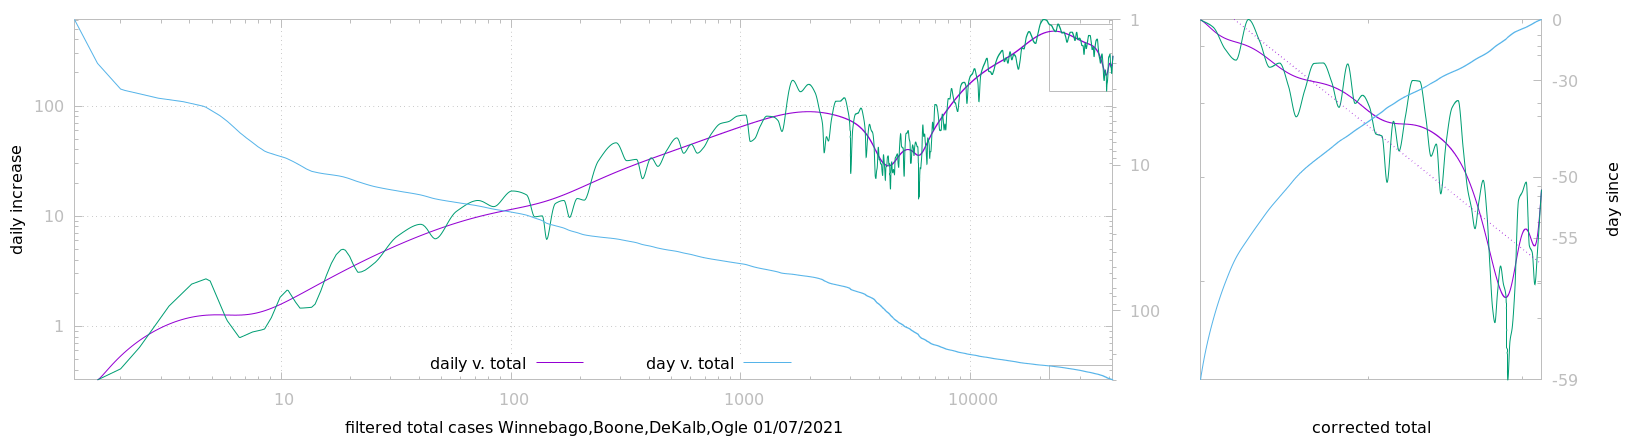 daily increase
100
10
1
daily v. total
day v. total
1
10
100
10
100
1000
10000
filtered total cases Winnebago,Boone,DeKalb,Ogle 01/07/2021
0
-30
-50
-55
-59
day since
corrected total